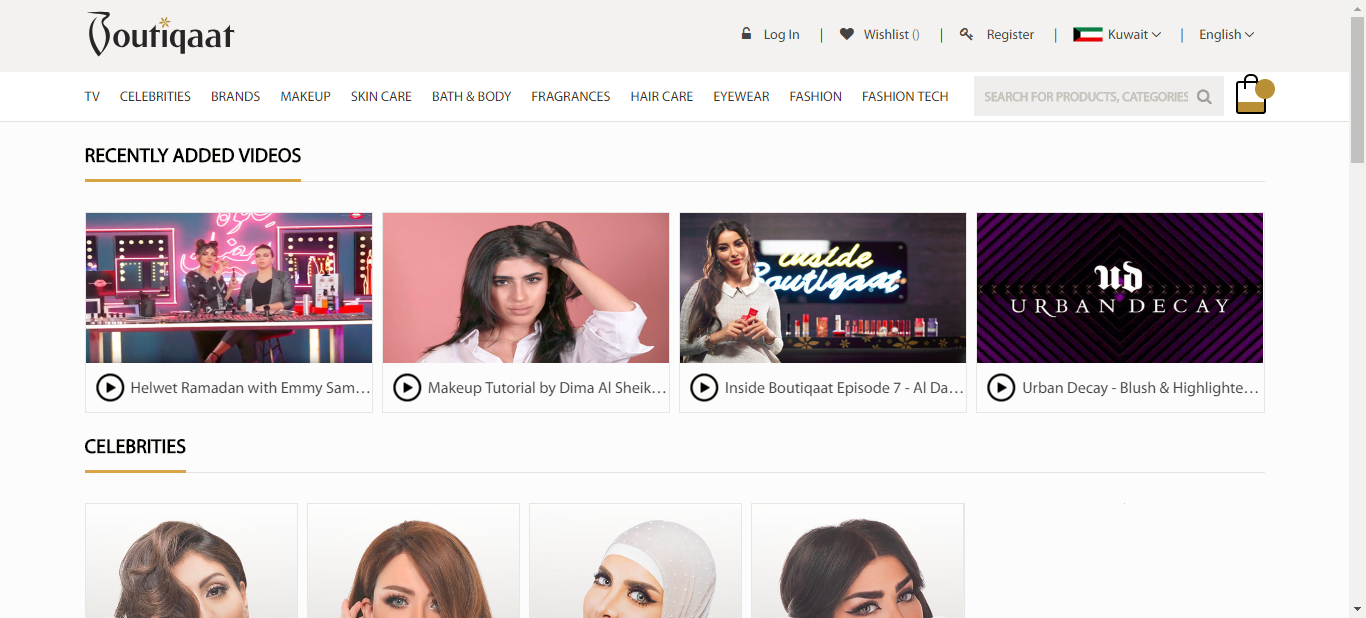 Boutiqaat
Log In | Wishlist () | Register | Kuwait | English
TV CELEBRITIES BRANDS MAKEUP SKIN CARE BATH & BODY FRAGRANCES HAIR CARE EYEWEAR FASHION FASHION TECH SEARCH FOR PRODUCTS, CATEGORIES
RECENTLY ADDED VIDEOS
inside
Boutiqaat
ud
URBAN DECAY
Helwet Ramadan with Emmy Sam...
Makeup Tutorial by Dima Al Sheik...
Inside Boutiqaat Episode 7 - Al Da...
Urban Decay - Blush & Highlighte...
CELEBRITIES